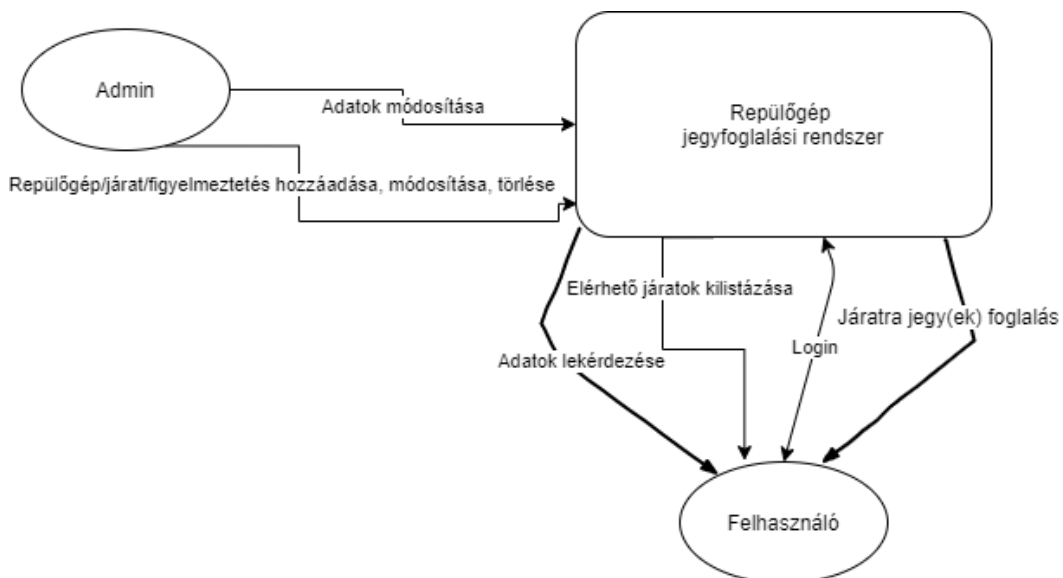 Admin
Adatok módosítása
Repülőgép
jegyfoglalási rendszer
Repülőgép/járat/figyelmeztetés hozzáadása, módosítása, törlése
Elérhető járatok kilistázása
Járatra jegy(ek) foglalás
Login
Adatok lekérdezése
Felhasználó